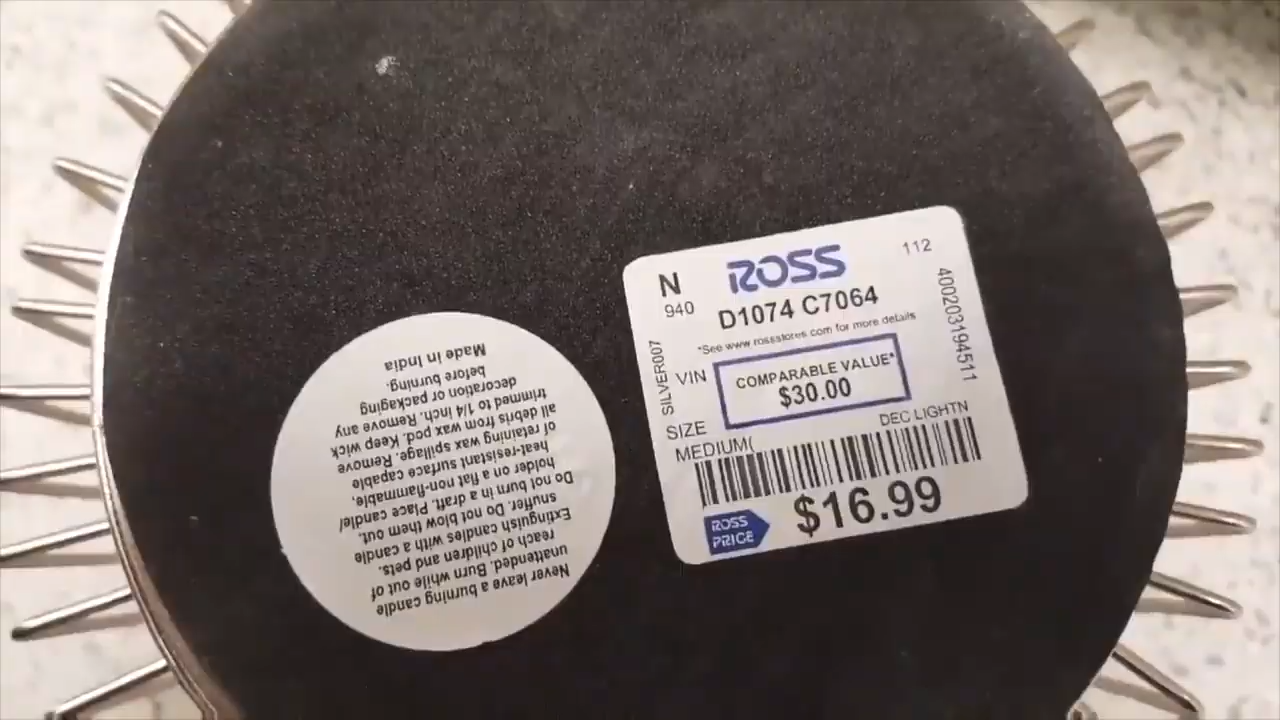 N
940
ROSS
112
D1074 C7064
*See www.rossstores.com for more details
400203194511
SILVER007
VIN
COMPARABLE VALUE*
$30.00
SIZE
MEDIUM(
DEC LIGHTN
$16.99
ROSS
PRICE
Never leave a burning candle
unattended. Burn while out of
reach of children and pets.
Extinguish candles with a candle
snuffer. Do not blow them out.
Do not burn in a draft. Place candle/
holder on a flat non-flammable,
heat-resistant surface capable
of retaining wax spillage. Remove
all debris from wax pod. Keep wick
trimmed to 1/4 inch. Remove any
decoration or packaging
before burning.
Made in India